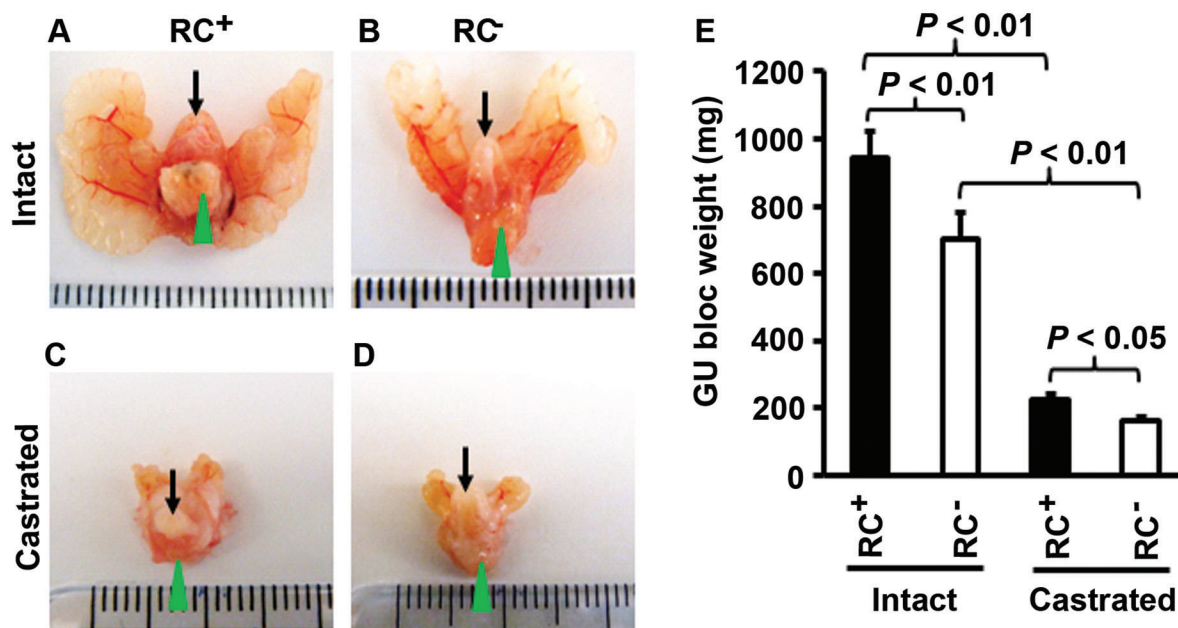 A RC⁺ B RC⁻ E
Intact
C D
Castrated
P < 0.01
P < 0.01
P < 0.01
P < 0.05
GU bloc weight (mg)
1200
1000
800
600
400
200
0
RC⁺ RC⁻ RC⁺ RC⁻
Intact Castrated